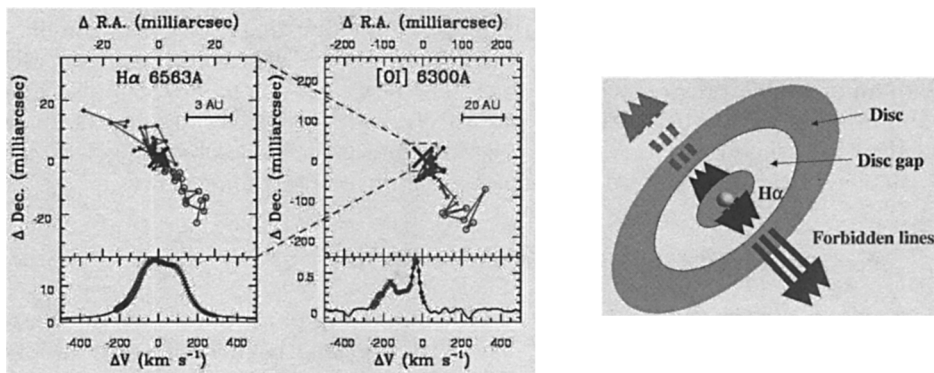 Δ R.A. (milliarcsec)
-20 0 20
Hα 6563A
3 AU
Δ Dec. (milliarcsec)
20
0
-20
10
0
-400 -200 0 200 400
ΔV (km s⁻¹)
Δ R.A. (milliarcsec)
-200 -100 0 100 200
[OI] 6300A
20 AU
Δ Dec. (milliarcsec)
200
100
0
-100
-200
0.5
0
-400 -200 0 200 400
ΔV (km s⁻¹)
Disc
Disc gap
Hα
Forbidden lines